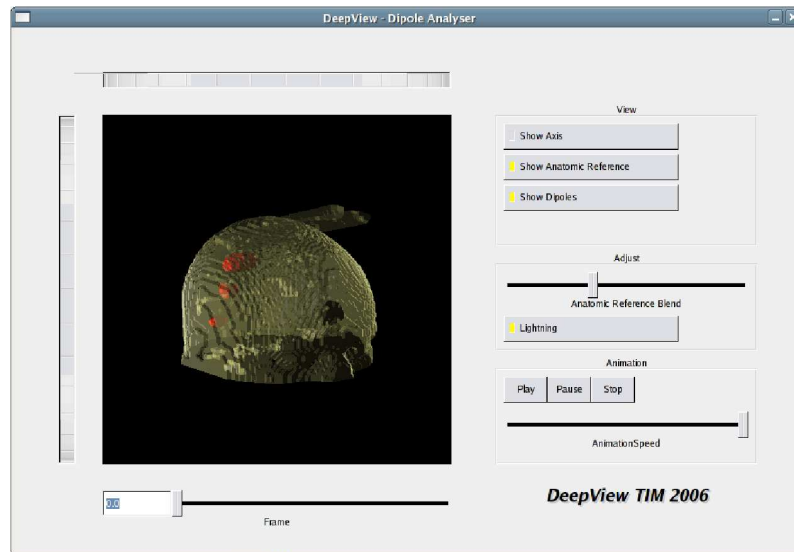 DeepView - Dipole Analyser
View
Show Axis
Show Anatomic Reference
Show Dipoles
Adjust
Anatomic Reference Blend
Lightning
Animation
Play Pause Stop
AnimationSpeed
DeepView TIM 2006
0.0
Frame